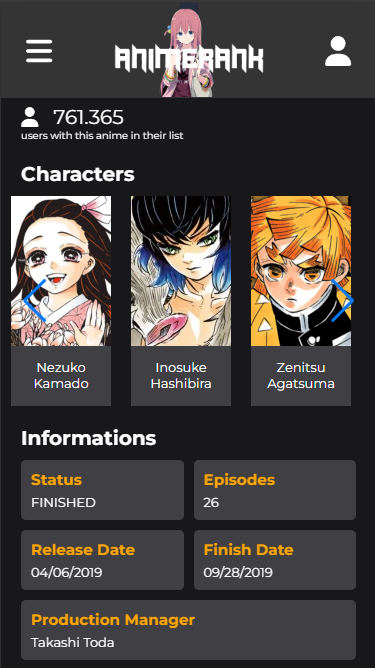 ANIMERANK
761.365
users with this anime in their list
Characters
Nezuko
Kamado
Inosuke
Hashibira
Zenitsu
Agatsuma
Informations
Status
FINISHED
Episodes
26
Release Date
04/06/2019
Finish Date
09/28/2019
Production Manager
Takashi Toda